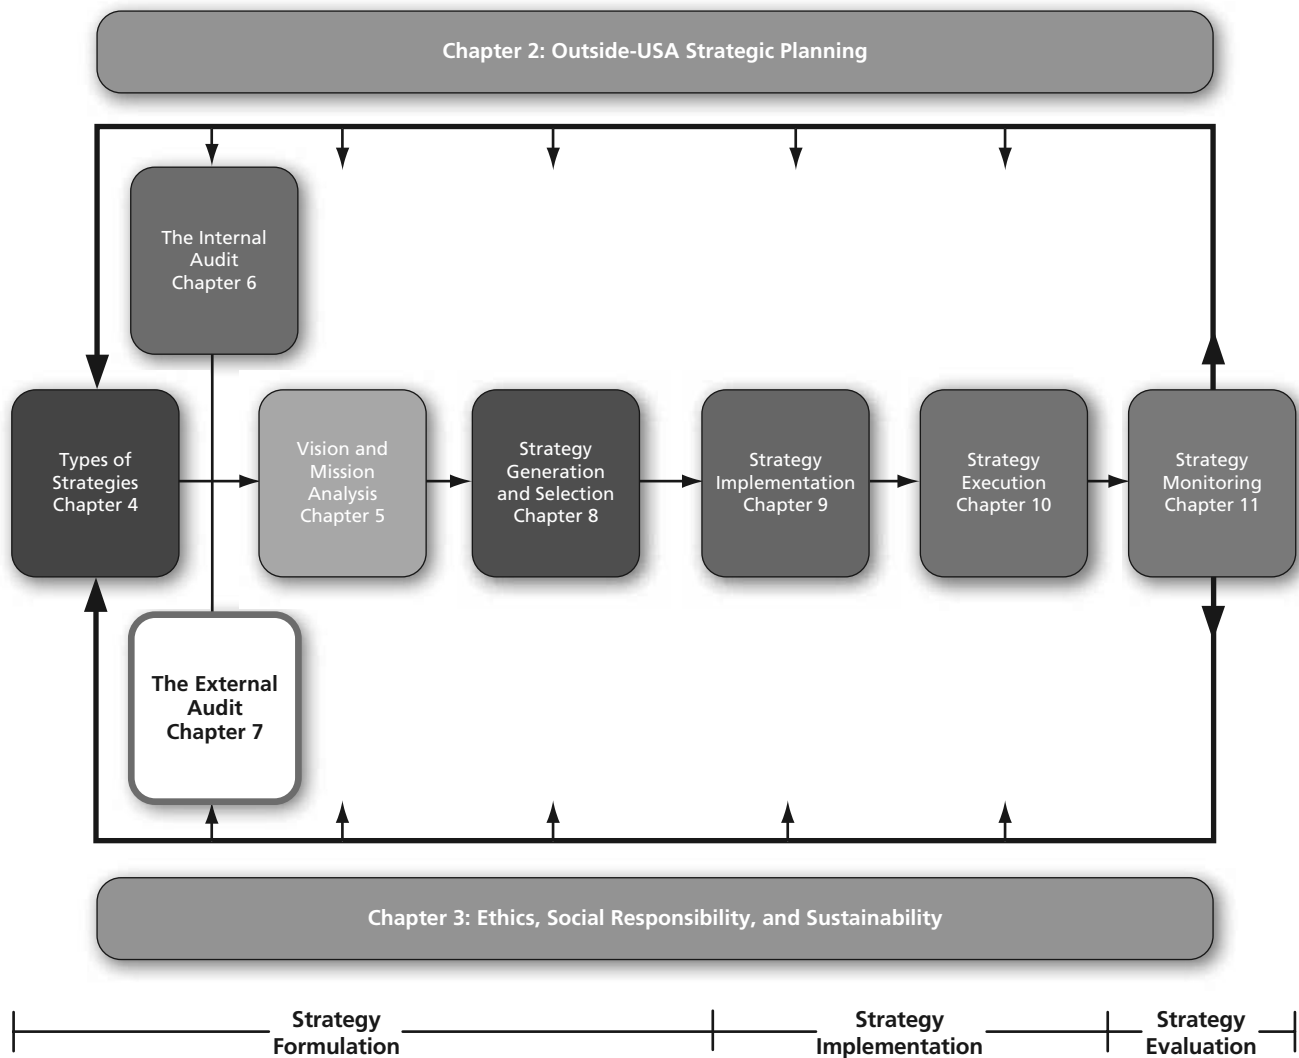 Chapter 2: Outside-USA Strategic Planning
The Internal
Audit
Chapter 6
Types of
Strategies
Chapter 4
Vision and
Mission
Analysis
Chapter 5
Strategy
Generation
and Selection
Chapter 8
Strategy
Implementation
Chapter 9
Strategy
Execution
Chapter 10
Strategy
Monitoring
Chapter 11
The External
Audit
Chapter 7
Chapter 3: Ethics, Social Responsibility, and Sustainability
Strategy
Formulation
Strategy
Implementation
Strategy
Evaluation